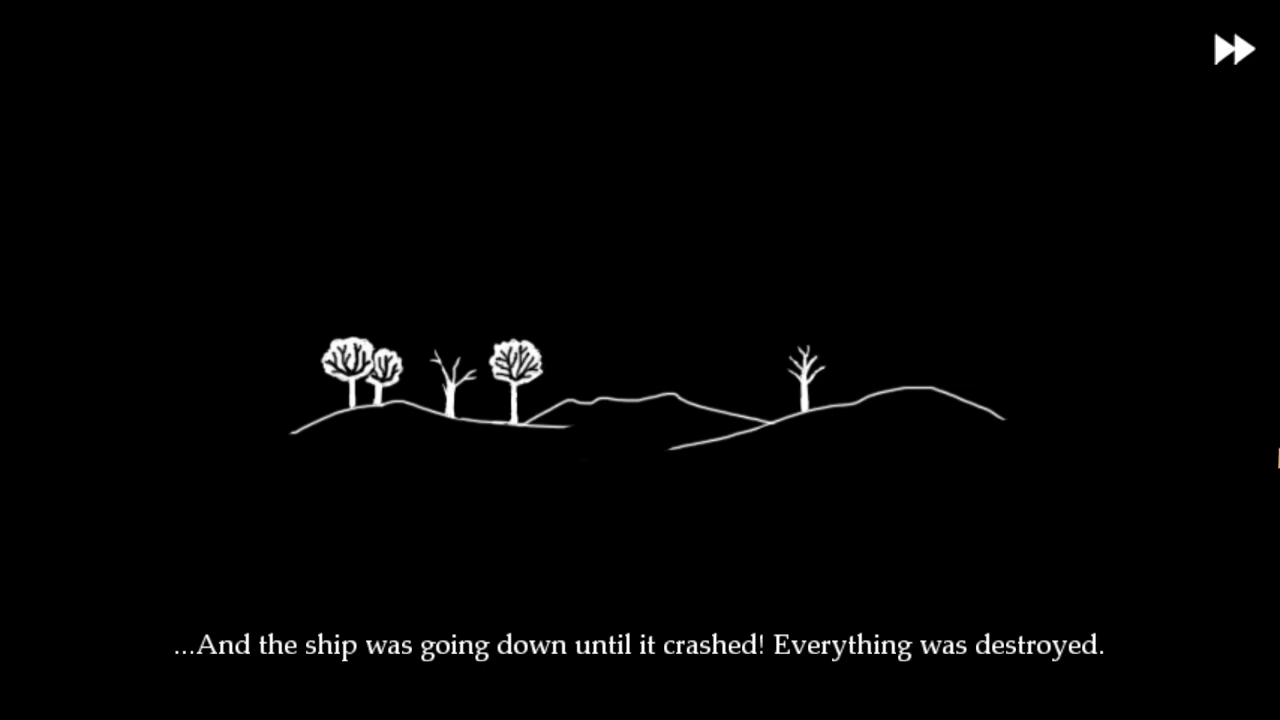 ...And the ship was going down until it crashed! Everything was destroyed.